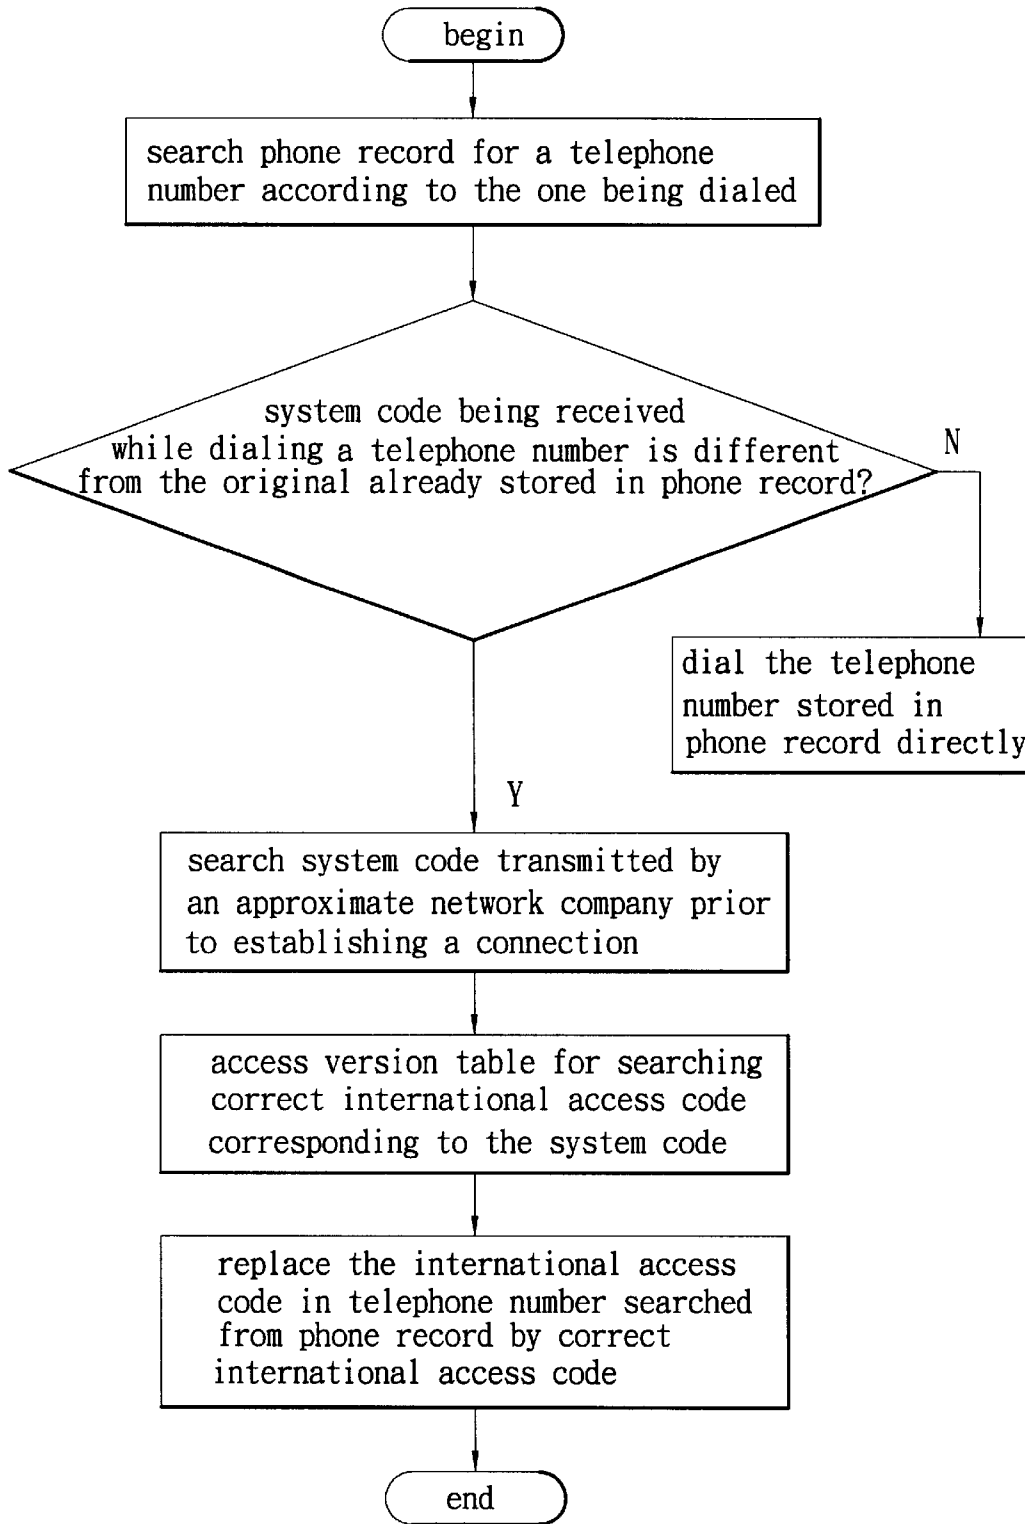 begin
search phone record for a telephone
number according to the one being dialed
system code being received
while dialing a telephone number is different
from the original already stored in phone record?
N
dial the telephone
number stored in
phone record directly
Y
search system code transmitted by
an approximate network company prior
to establishing a connection
access version table for searching
correct international access code
corresponding to the system code
replace the international access
code in telephone number searched
from phone record by correct
international access code
end